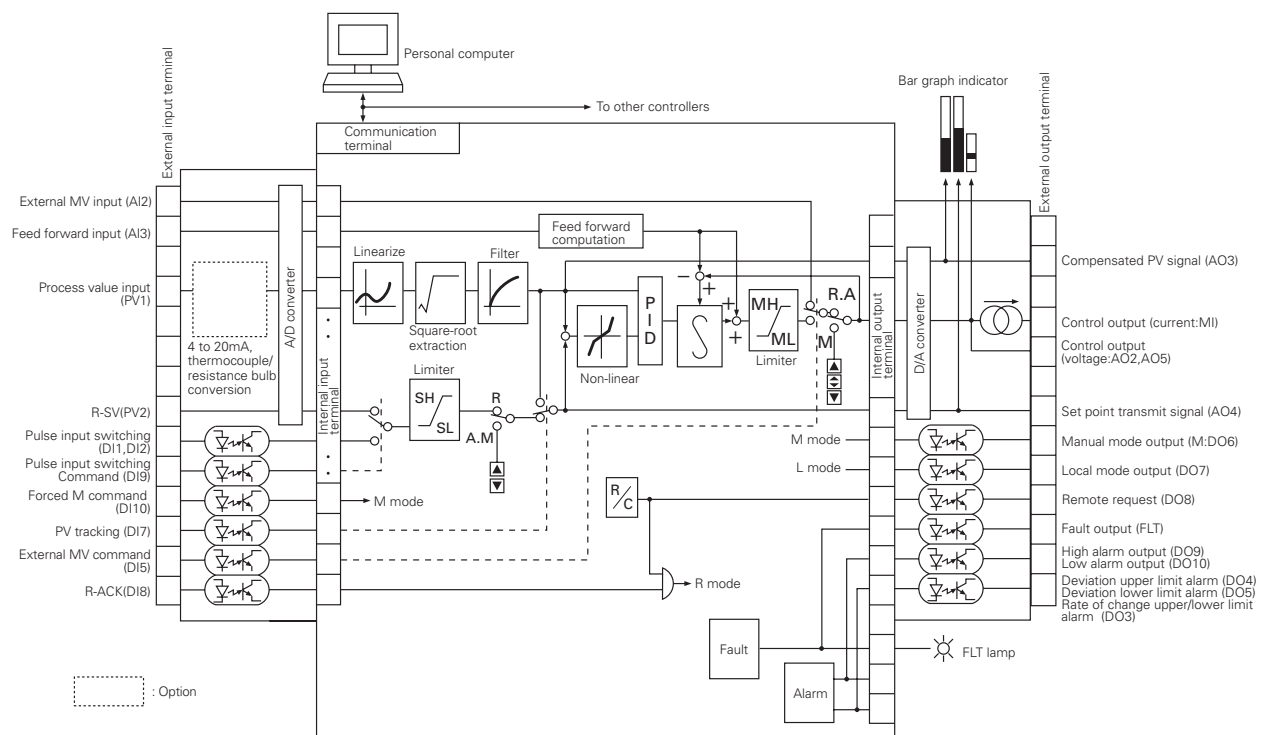 Personal computer
To other controllers
Communication
terminal
External input terminal
External MV input (AI2)
Feed forward input (AI3)
Process value input
(PV1)
4 to 20mA,
thermocouple/
resistance bulb
conversion
R-SV(PV2)
Pulse input switching
(DI1,DI2)
Pulse input switching
Command (DI9)
Forced M command
(DI10)
PV tracking (DI7)
External MV command
(DI5)
R-ACK(DI8)
: Option
A/D converter
Internal input
terminal
Linearize
Square-root
extraction
Filter
Feed forward
computation
Limiter
SH
SL
R
A.M
Non-linear
P
I
D
−
+
+
+
MH
ML
Limiter
R.A
M
M mode
R/C
R mode
Fault
Alarm
M mode
L mode
Internal output
terminal
D/A converter
Bar graph indicator
External output terminal
Compensated PV signal (AO3)
Control output (current:MI)
Control output
(voltage:AO2,AO5)
Set point transmit signal (AO4)
Manual mode output (M:DO6)
Local mode output (DO7)
Remote request (DO8)
Fault output (FLT)
High alarm output (DO9)
Low alarm output (DO10)
Deviation upper limit alarm (DO4)
Deviation lower limit alarm (DO5)
Rate of change upper/lower limit
alarm (DO3)
FLT lamp